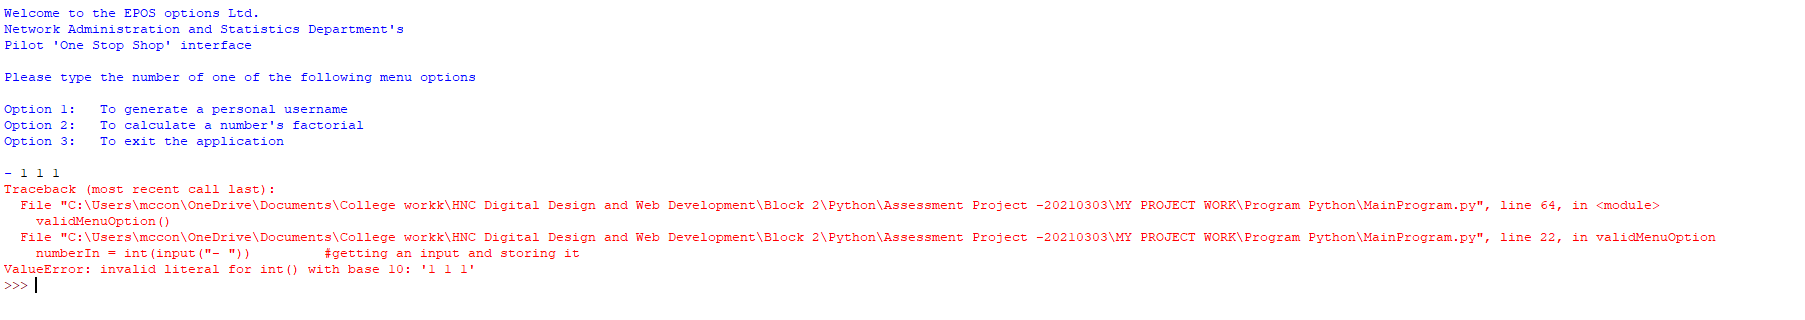 Welcome to the EPOS options Ltd.
Network Administration and Statistics Department's
Pilot 'One Stop Shop' interface
Please type the number of one of the following menu options
Option 1:   To generate a personal username
Option 2:   To calculate a number's factorial
Option 3:   To exit the application
- 1 1 1
Traceback (most recent call last):
  File "C:\Users\mccon\OneDrive\Documents\College workk\HNC Digital Design and Web Development\Block 2\Python\Assessment Project -20210303\MY PROJECT WORK\Program Python\MainProgram.py", line 64, in <module>
    validMenuOption()
  File "C:\Users\mccon\OneDrive\Documents\College workk\HNC Digital Design and Web Development\Block 2\Python\Assessment Project -20210303\MY PROJECT WORK\Program Python\MainProgram.py", line 22, in validMenuOption
    numberIn = int(input("- "))         #getting an input and storing it
ValueError: invalid literal for int() with base 10: '1 1 1'
>>>